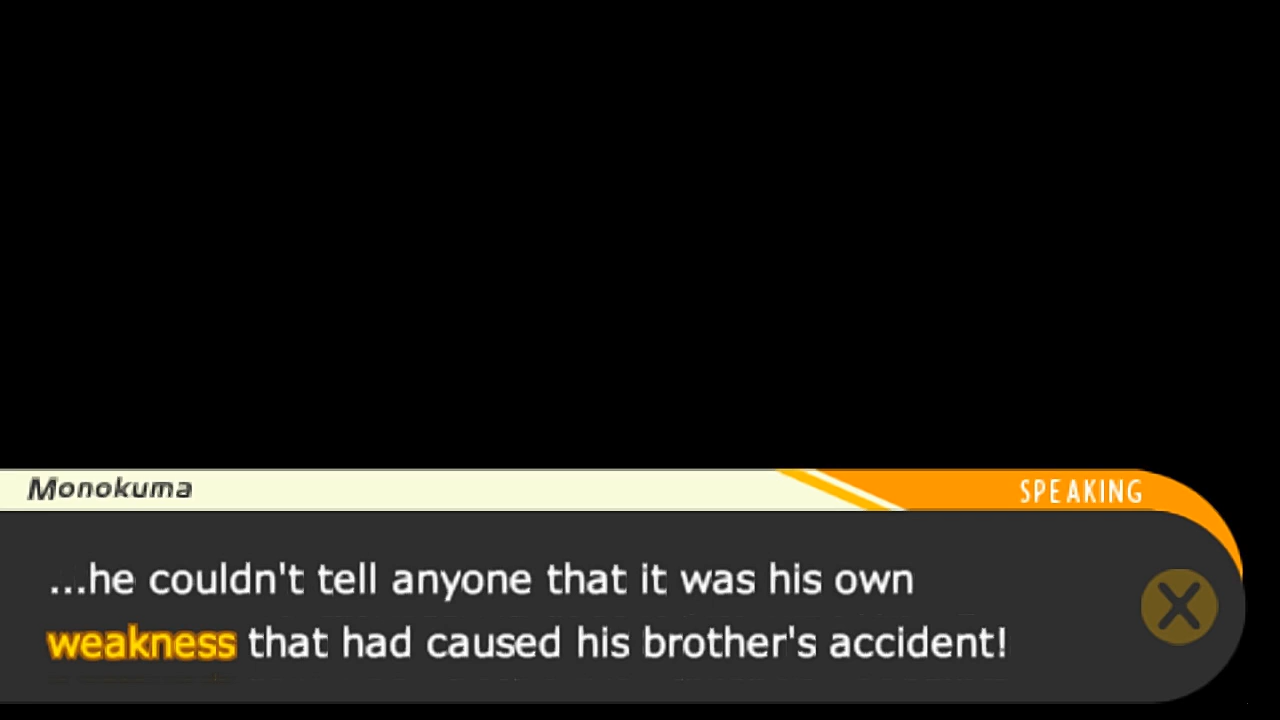 Monokuma
SPEAKING
...he couldn't tell anyone that it was his own
weakness that had caused his brother's accident!